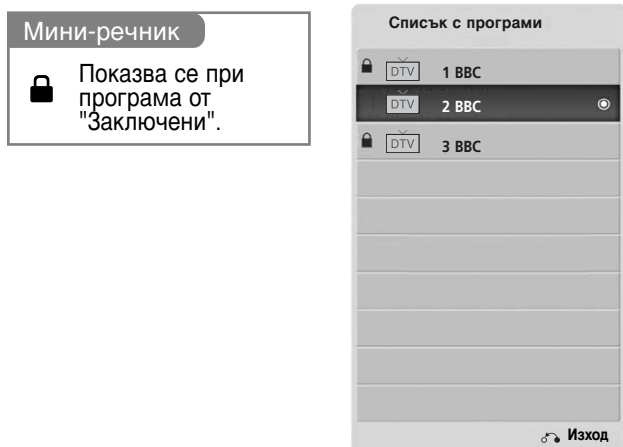 Мини-речник
Показва се при
програма от
"Заключени".
Списък с програми
DTV 1 BBC
DTV 2 BBC
DTV 3 BBC
Изход